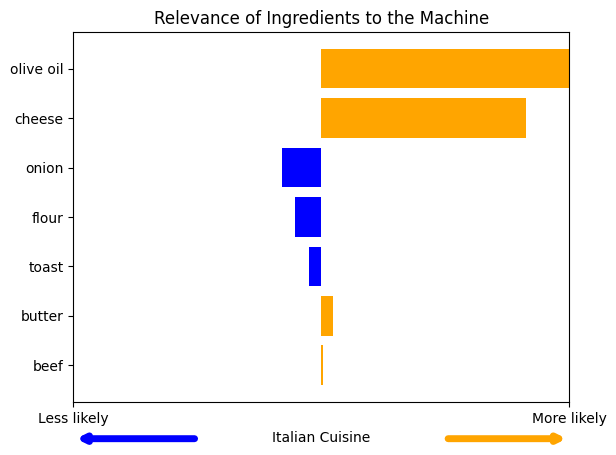 Relevance of Ingredients to the Machine
olive oil
cheese
onion
flour
toast
butter
beef
Less likely
More likely
Italian Cuisine